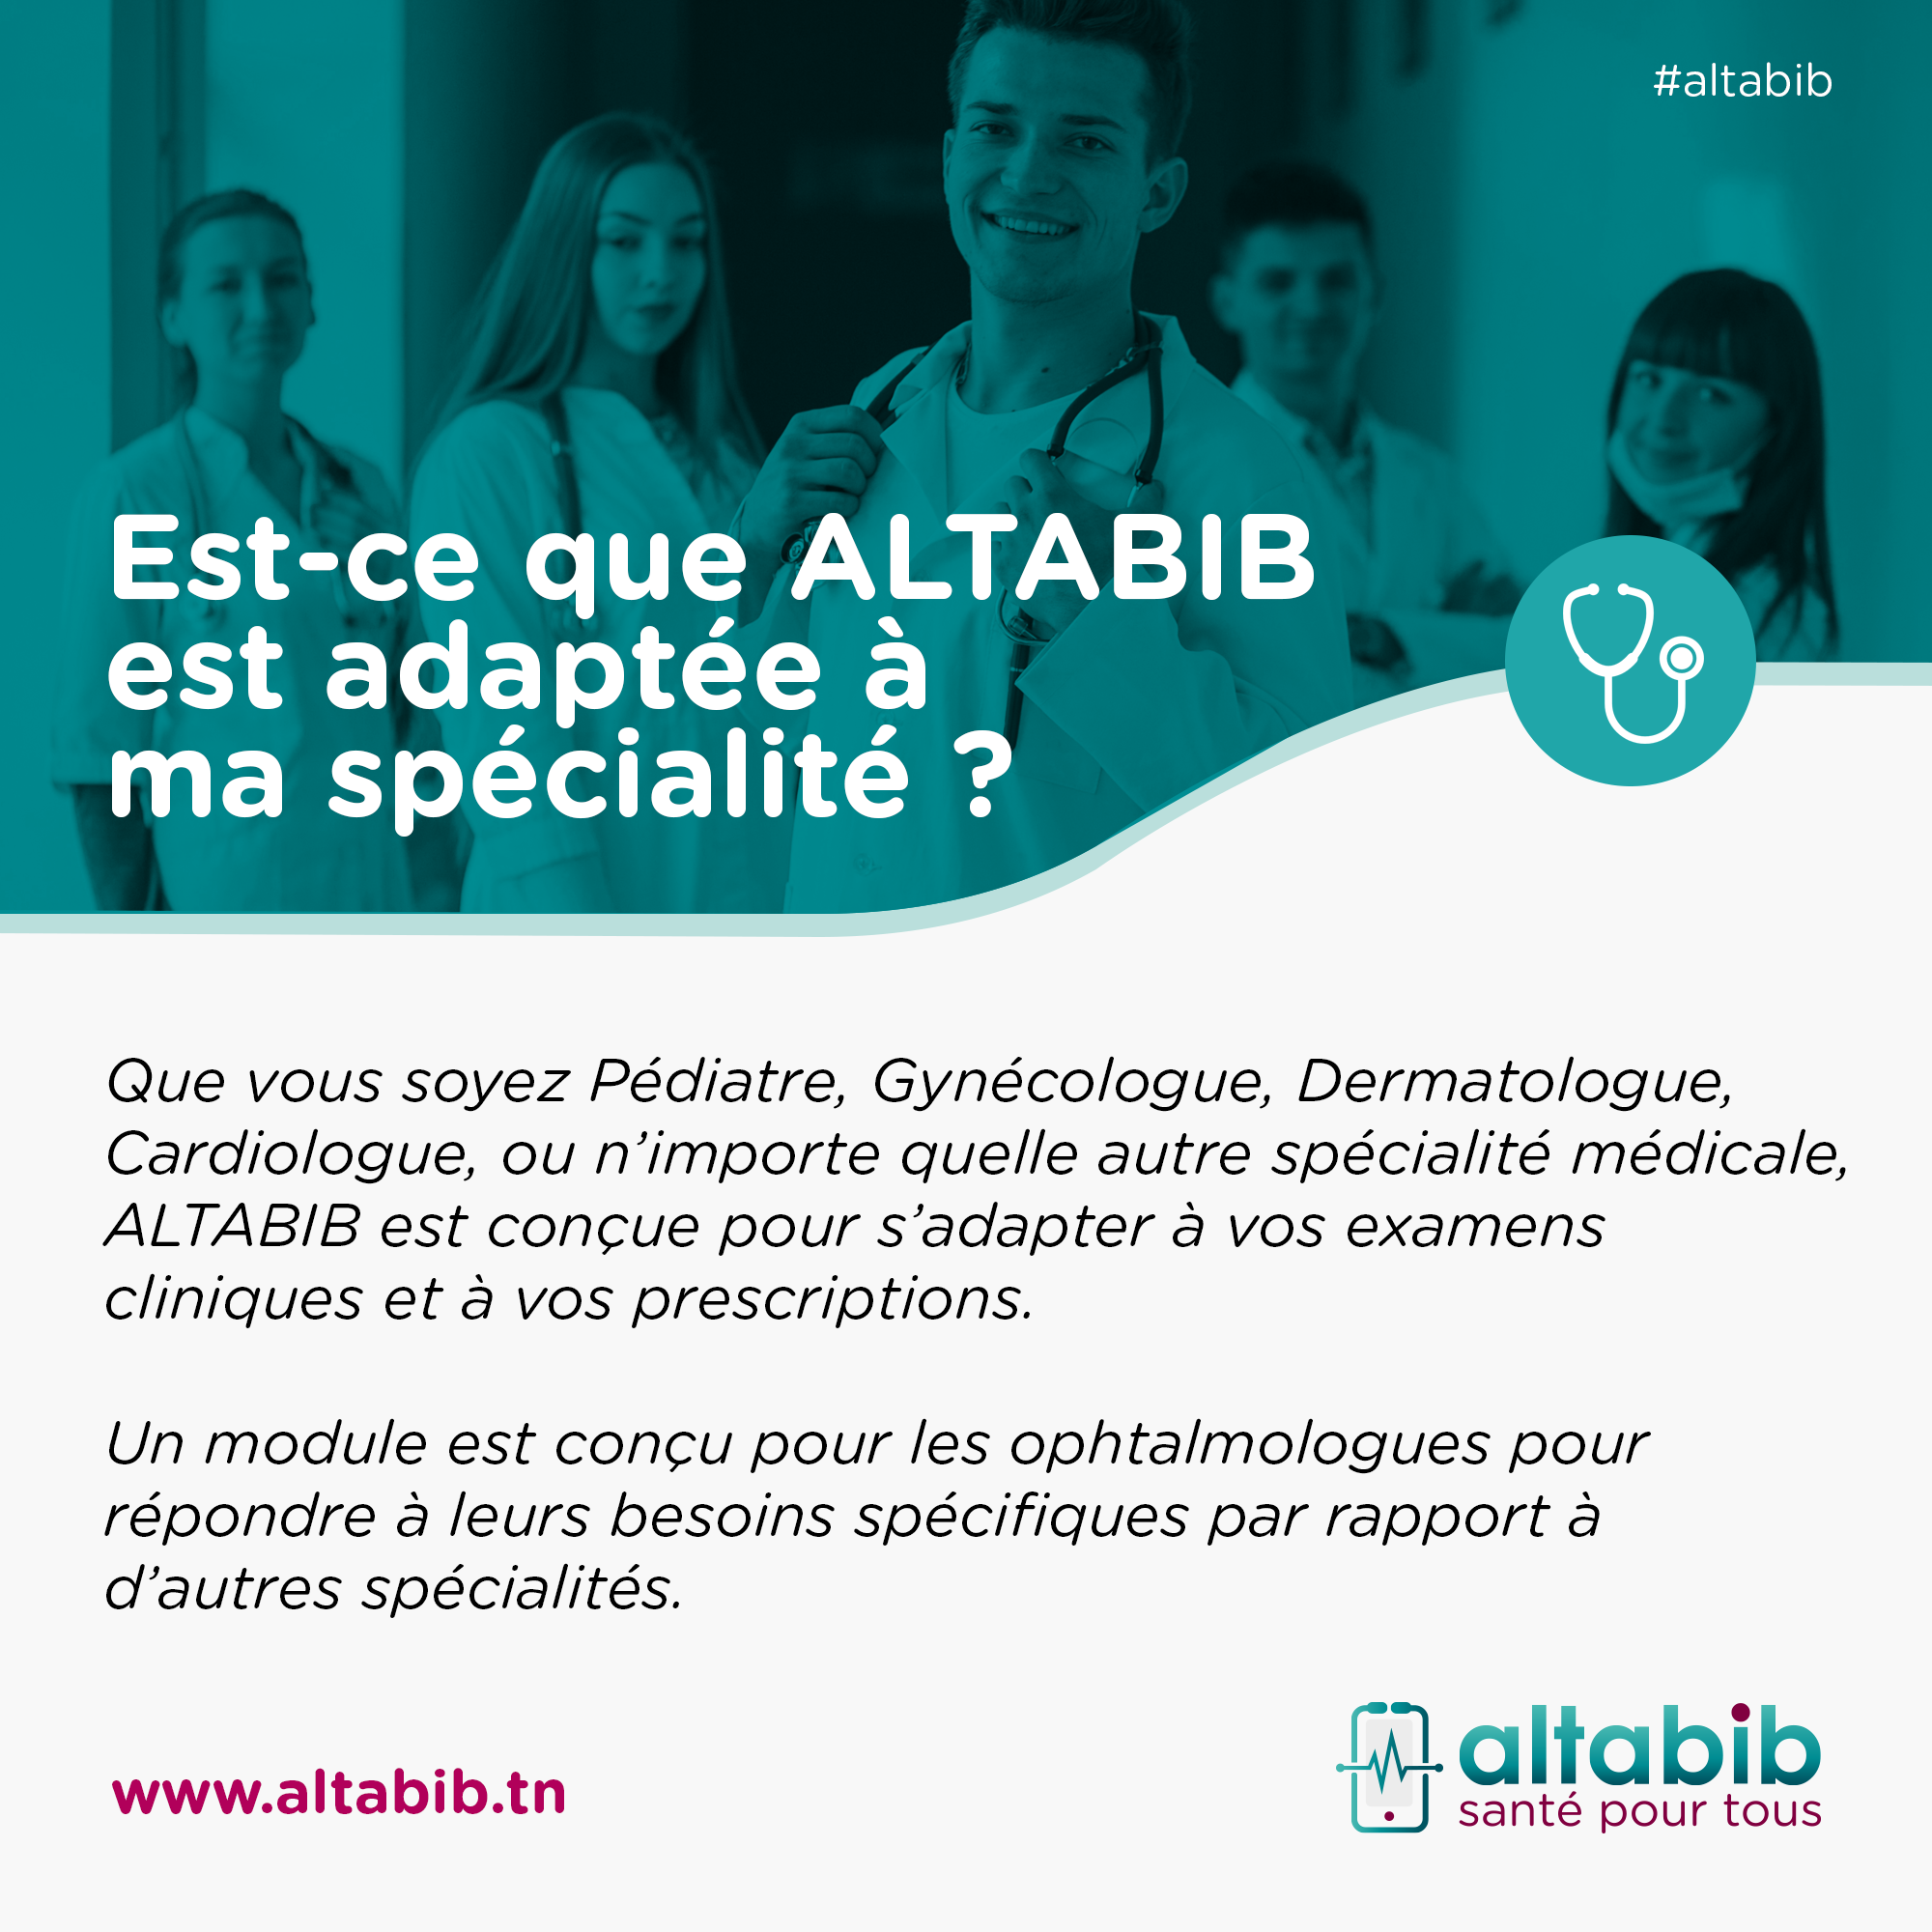 #altabib
Est-ce que ALTABIB
est adaptée à
ma spécialité ?
Que vous soyez Pédiatre, Gynécologue, Dermatologue,
Cardiologue, ou n’importe quelle autre spécialité médicale,
ALTABIB est conçue pour s’adapter à vos examens
cliniques et à vos prescriptions.
Un module est conçu pour les ophtalmologues pour
répondre à leurs besoins spécifiques par rapport à
d’autres spécialités.
www.altabib.tn
altabib
santé pour tous